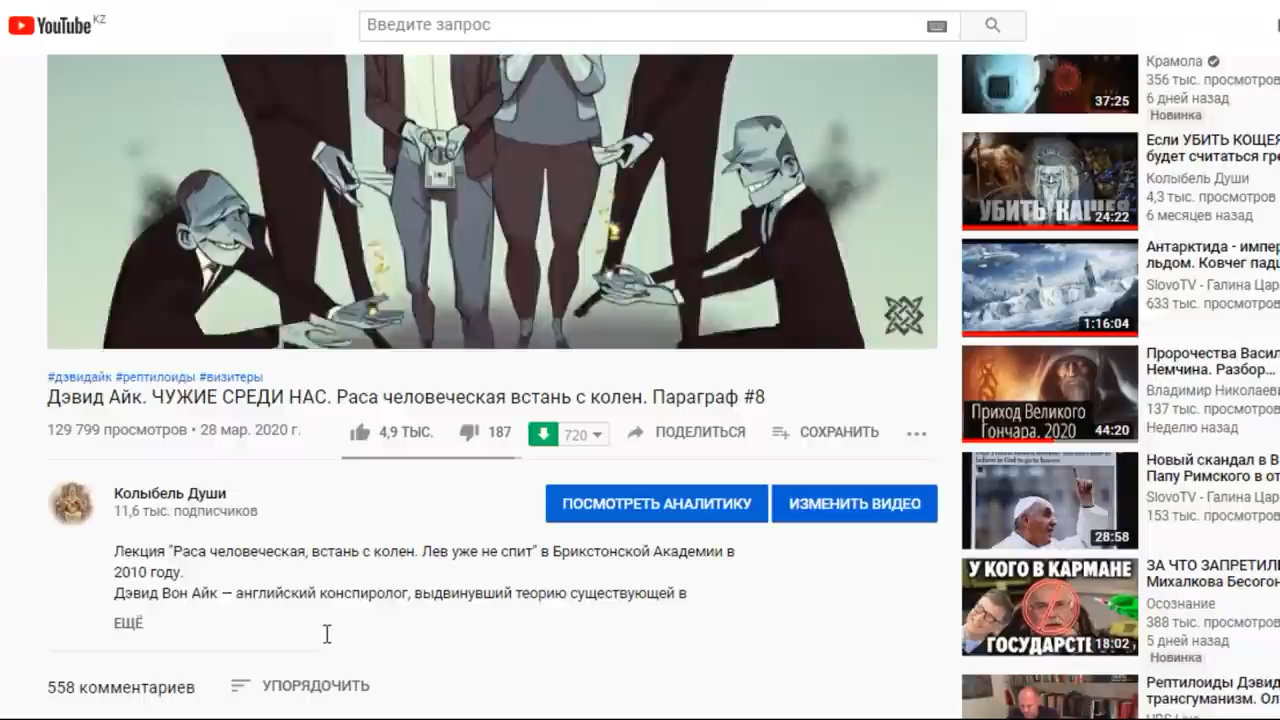 YouTube KZ
Введите запрос
#дэвидайк #рептилоиды #визитеры
Дэвид Айк. ЧУЖИЕ СРЕДИ НАС. Раса человеческая встань с колен. Параграф #8
129 799 просмотров • 28 мар. 2020 г.
4,9 ТЫС.
187
720
ПОДЕЛИТЬСЯ
СОХРАНИТЬ
Колыбель Души
11,6 тыс. подписчиков
ПОСМОТРЕТЬ АНАЛИТИКУ
ИЗМЕНИТЬ ВИДЕО
Лекция "Раса человеческая, встань с колен. Лев уже не спит" в Брикстонской Академии в
2010 году.
Дэвид Вон Айк — английский конспиролог, выдвинувший теорию существующей в
ЕЩЁ
558 комментариев
УПОРЯДОЧИТЬ
37:25
Крамола
356 тыс. просмотров
6 дней назад
Новинка
УБИТЬ КАЩЕЯ
24:22
Если УБИТЬ КОЩЕЯ
будет считаться гре
Колыбель Души
4,3 тыс. просмотров
6 месяцев назад
1:16:04
Антарктида - импер
льдом. Ковчег пади
SlovoTV - Галина Цар
633 тыс. просмотров
Приход Великого
Гончара. 2020
44:20
Пророчества Васил
Немчина. Разбор...
Владимир Николаеви
137 тыс. просмотров
Неделю назад
28:58
Новый скандал в В
Папу Римского в от
SlovoTV - Галина Цар
153 тыс. просмотров
У КОГО В КАРМАНЕ
18:02
ЗА ЧТО ЗАПРЕТИЛИ
Михалкова Бесогон
Осознание
388 тыс. просмотров
5 дней назад
Новинка
Рептилоиды Дэвид
трансгуманизм. Ол